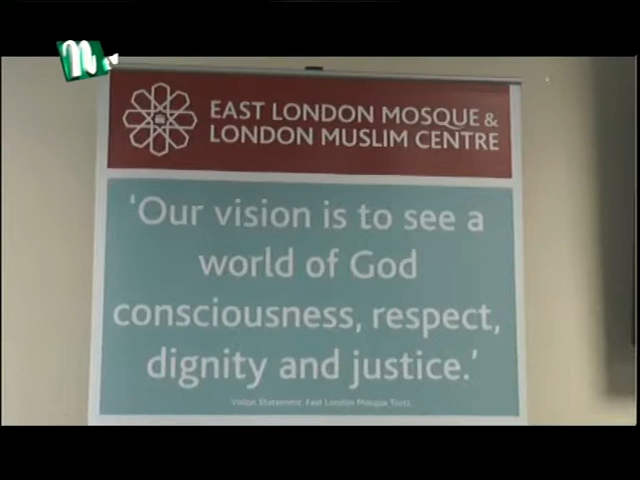 EAST LONDON MOSQUE &
LONDON MUSLIM CENTRE
'Our vision is to see a
world of God
consciousness, respect,
dignity and justice.'
Vision Statement, East London Mosque Trust